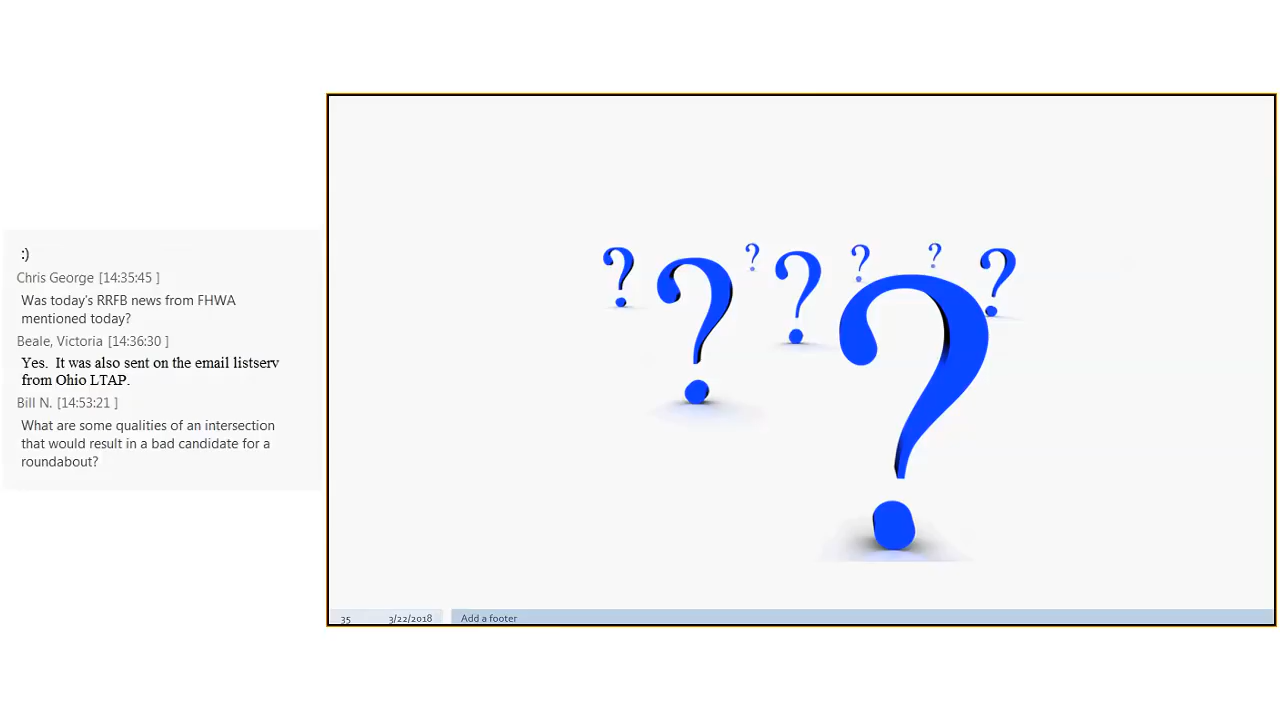 :)
Chris George [14:35:45 ]
Was today's RRFB news from FHWA
mentioned today?
Beale, Victoria [14:36:30 ]
Yes.  It was also sent on the email listserv
from Ohio LTAP.
Bill N. [14:53:21 ]
What are some qualities of an intersection
that would result in a bad candidate for a
roundabout?
? ? ? ? ? ? ? ?
35 3/22/2018 Add a footer